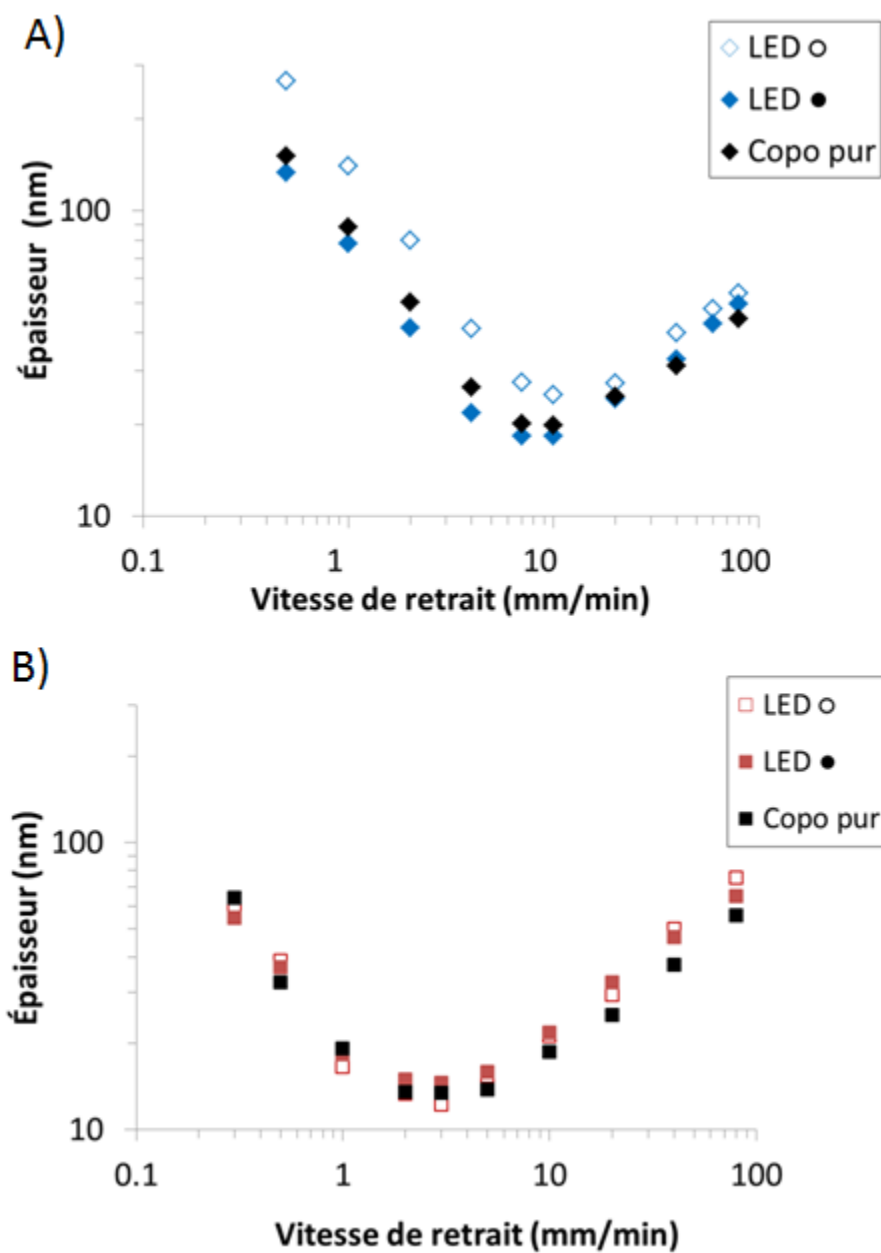 A)
LED
LED
Copo pur
100
10
Épaisseur (nm)
0.1 1 10 100
Vitesse de retrait (mm/min)
B)
LED
LED
Copo pur
100
10
Épaisseur (nm)
0.1 1 10 100
Vitesse de retrait (mm/min)